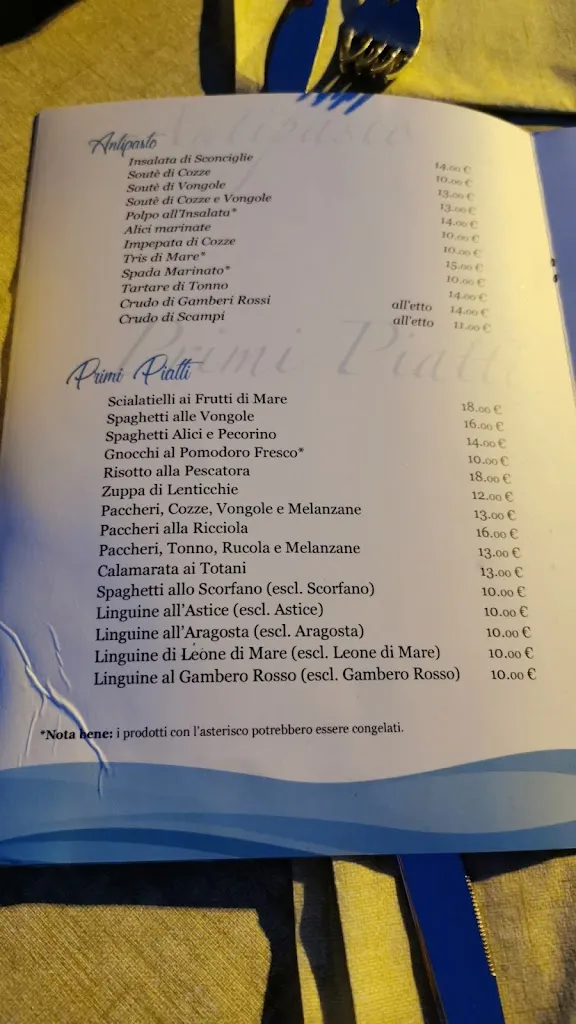 Antipasto
Antipasto
Insalata di Sconciglie 14.00 €
Soutè di Cozze 10.00 €
Soutè di Vongole 13.00 €
Soutè di Cozze e Vongole 13.00 €
Polpo all'Insalata* 14.00 €
Alici marinate 10.00 €
Impepata di Cozze 10.00 €
Tris di Mare* 15.00 €
Spada Marinato* 10.00 €
Tartare di Tonno 14.00 €
Crudo di Gamberi Rossi all'etto 14.00 €
Crudo di Scampi all'etto 11.00 €
Primi Piatti
Primi Piatti
Scialatielli ai Frutti di Mare 18.00 €
Spaghetti alle Vongole 16.00 €
Spaghetti Alici e Pecorino 14.00 €
Gnocchi al Pomodoro Fresco* 10.00 €
Risotto alla Pescatora 18.00 €
Zuppa di Lenticchie 12.00 €
Paccheri, Cozze, Vongole e Melanzane 13.00 €
Paccheri alla Ricciola 16.00 €
Paccheri, Tonno, Rucola e Melanzane 13.00 €
Calamarata ai Totani 13.00 €
Spaghetti allo Scorfano (escl. Scorfano) 10.00 €
Linguine all'Astice (escl. Astice) 10.00 €
Linguine all'Aragosta (escl. Aragosta) 10.00 €
Linguine di Leone di Mare (escl. Leone di Mare) 10.00 €
Linguine al Gambero Rosso (escl. Gambero Rosso) 10.00 €
*Nota bene: i prodotti con l'asterisco potrebbero essere congelati.